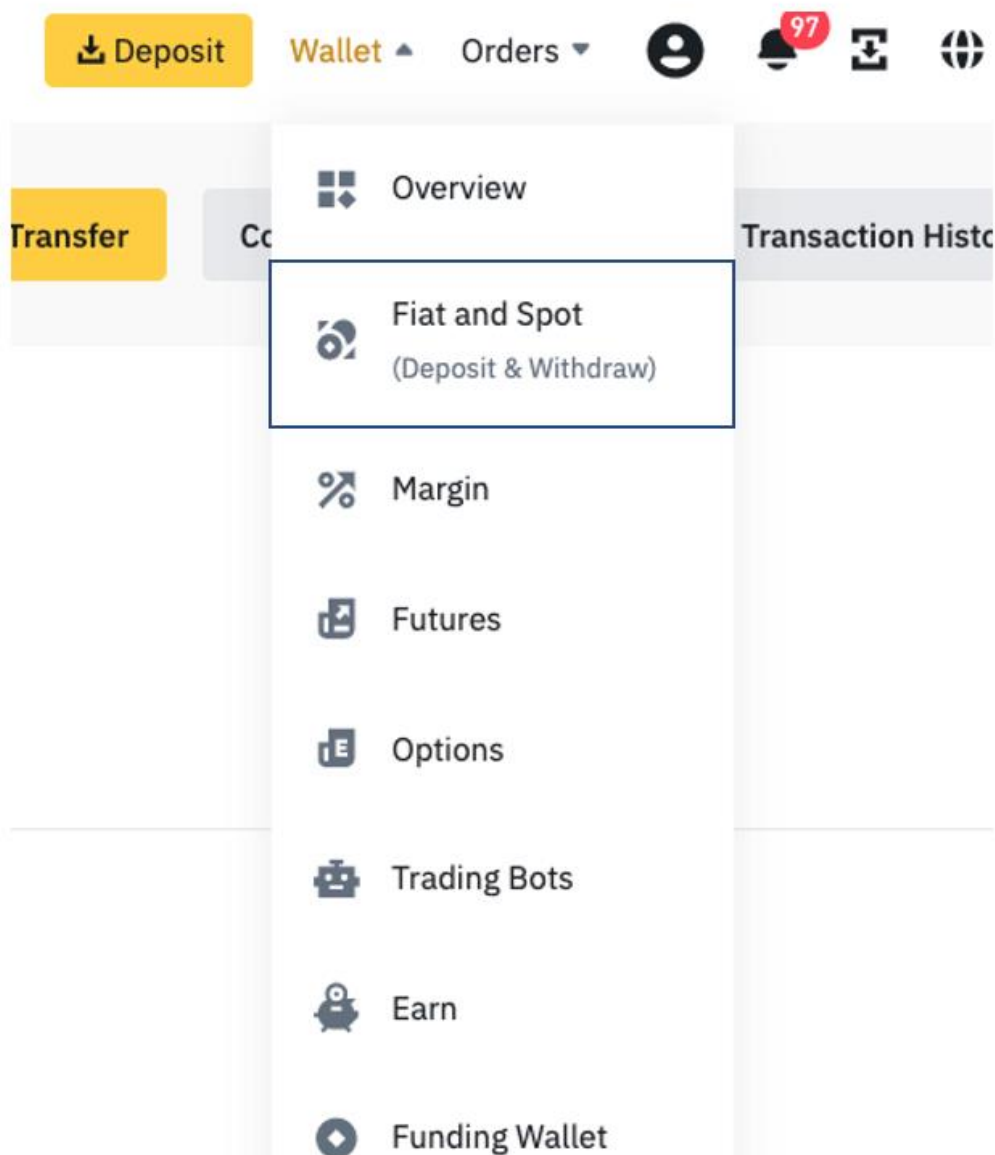 Deposit Wallet Orders 97
Overview
Transfer Co Transaction Histo
Fiat and Spot
(Deposit & Withdraw)
Margin
Futures
Options
Trading Bots
Earn
Funding Wallet